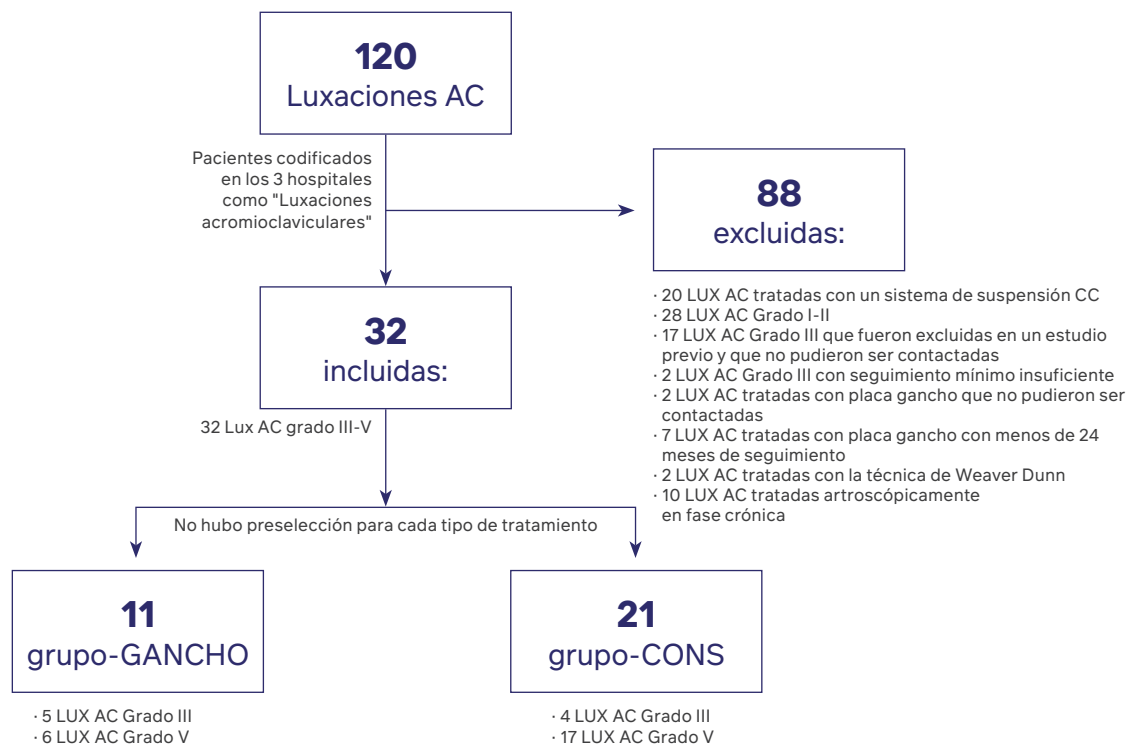 120
Luxaciones AC
Pacientes codificados
en los 3 hospitales
como "Luxaciones
acromioclaviculares"
88
excluidas:
· 20 LUX AC tratadas con un sistema de suspensión CC
· 28 LUX AC Grado I-II
· 17 LUX AC Grado III que fueron excluidas en un estudio
previo y que no pudieron ser contactadas
· 2 LUX AC Grado III con seguimiento mínimo insuficiente
· 2 LUX AC tratadas con placa gancho que no pudieron ser
contactadas
· 7 LUX AC tratadas con placa gancho con menos de 24
meses de seguimiento
· 2 LUX AC tratadas con la técnica de Weaver Dunn
· 10 LUX AC tratadas artroscópicamente
en fase crónica
32
incluidas:
32 Lux AC grado III-V
No hubo preselección para cada tipo de tratamiento
11
grupo-GANCHO
· 5 LUX AC Grado III
· 6 LUX AC Grado V
21
grupo-CONS
· 4 LUX AC Grado III
· 17 LUX AC Grado V